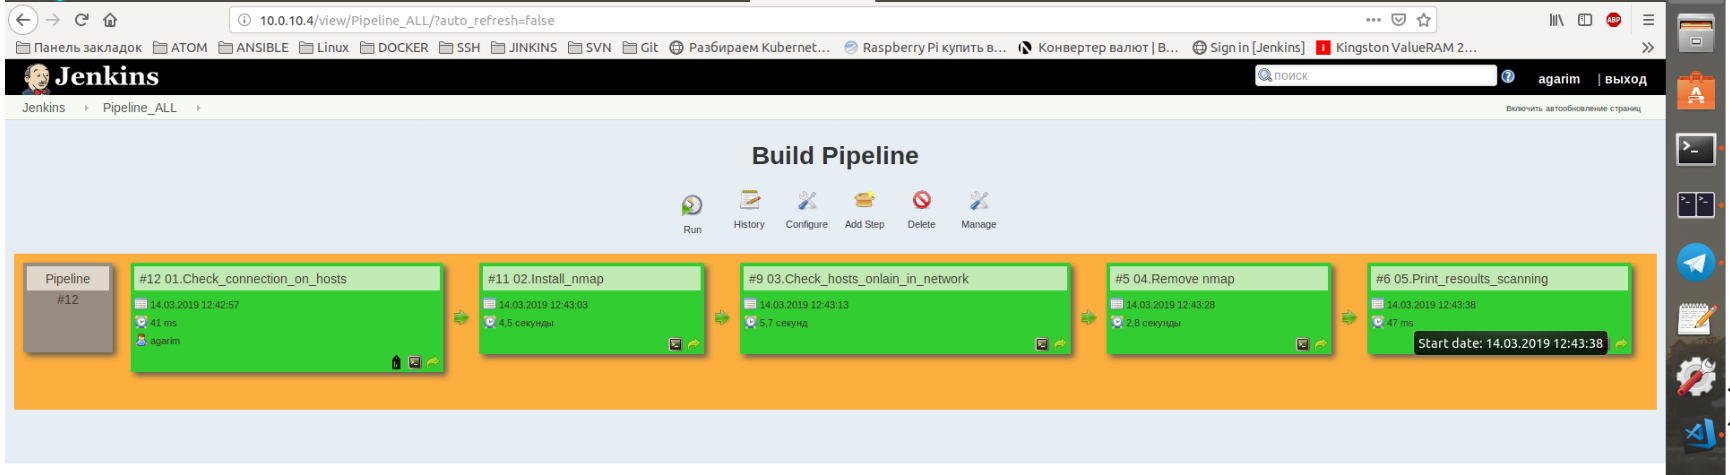 10.0.10.4/view/Pipeline_ALL/?auto_refresh=false
Панель закладок ATOM ANSIBLE Linux DOCKER SSH JINKINS SVN Git Разбираем Kubernet... Raspberry Pi купить в... Конвертер валют | В... Sign in [Jenkins] Kingston ValueRAM 2...
Jenkins поиск agarim | выход
Jenkins Pipeline_ALL Включить автообновление страниц
Build Pipeline
Run History Configure Add Step Delete Manage
Pipeline
#12
#12 01.Check_connection_on_hosts
14.03.2019 12:42:57
41 ms
agarim
#11 02.Install_nmap
14.03.2019 12:43:03
4,5 секунды
#9 03.Check_hosts_onlain_in_network
14.03.2019 12:43:13
5,7 секунд
#5 04.Remove nmap
14.03.2019 12:43:28
2,8 секунды
#6 05.Print_resoults_scanning
14.03.2019 12:43:38
47 ms
Start date: 14.03.2019 12:43:38